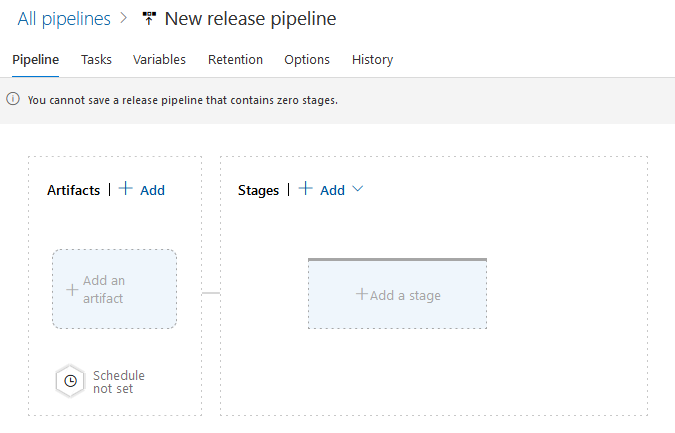 All pipelines > New release pipeline
Pipeline Tasks Variables Retention Options History
You cannot save a release pipeline that contains zero stages.
Artifacts | + Add
Stages | + Add
+ Add an
artifact
+ Add a stage
Schedule
not set